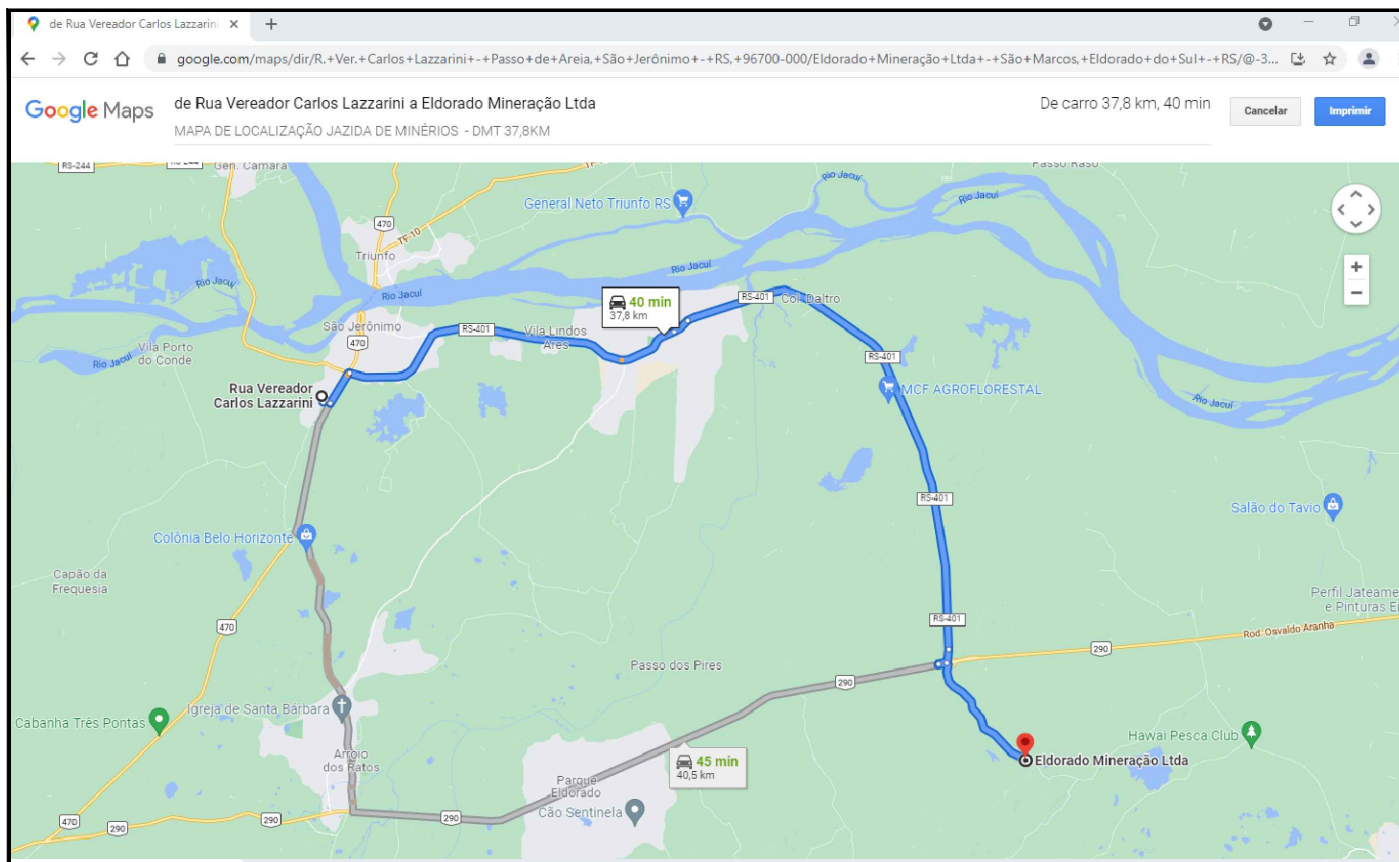 de Rua Vereador Carlos Lazzarin
google.com/maps/dir/R.+Ver.+Carlos+Lazzarini+-+Passo+de+Areia,+São+Jerônimo+-+RS,+96700-000/Eldorado+Mineração+Ltda+-+São+Marcos,+Eldorado+do+Sul+-+RS/@-3...
Google Maps
de Rua Vereador Carlos Lazzarini a Eldorado Mineração Ltda
De carro 37,8 km, 40 min
Cancelar
Imprimir
MAPA DE LOCALIZAÇÃO JAZIDA DE MINÉRIOS - DMT 37,8KM
RS-244
RS-244
Gen. Câmara
Passo Raso
Rio Jacuí
Rio Jacuí
General Neto Triunfo RS
470
TF-10
Triunfo
Rio Jacuí
Rio Jacuí
Rio Jacuí
40 min
37,8 km
RS-401
Col. Daltro
São Jerônimo
470
RS-401
Vila Lindos
Ares
Vila Porto
do Conde
Rio Jacuí
RS-401
Rua Vereador
Carlos Lazzarini
MCF AGROFLORESTAL
Rio Jacuí
RS-401
Salão do Tavio
Colônia Belo Horizonte
Capão da
Frequesia
Perfil Jateame
e Pinturas E
470
RS-401
Rod. Osvaldo Aranha
290
Passo dos Pires
290
Igreja de Santa Bárbara
Cabanha Três Pontas
Hawai Pesca Club
Arroio
dos Ratos
45 min
40,5 km
Eldorado Mineração Ltda
Parque
Eldorado
Cão Sentinela
470
290
290
290